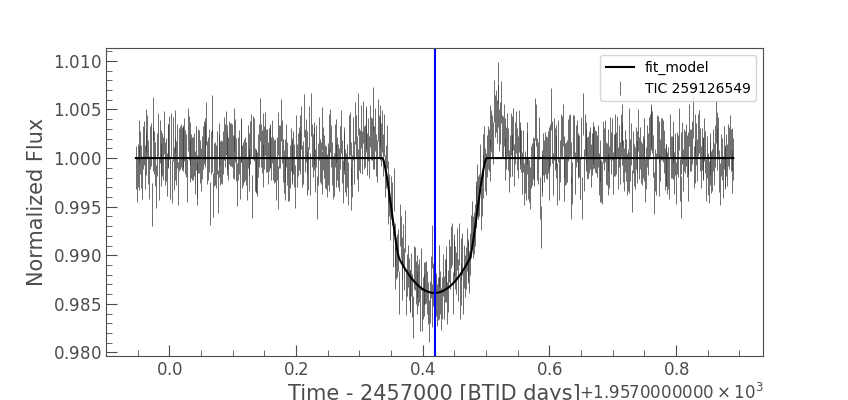 1.010
1.005
1.000
0.995
0.990
0.985
0.980
Normalized Flux
fit_model
TIC 259126549
0.0 0.2 0.4 0.6 0.8
Time - 2457000 [BTJD days]
+1.9570000000 × 10³